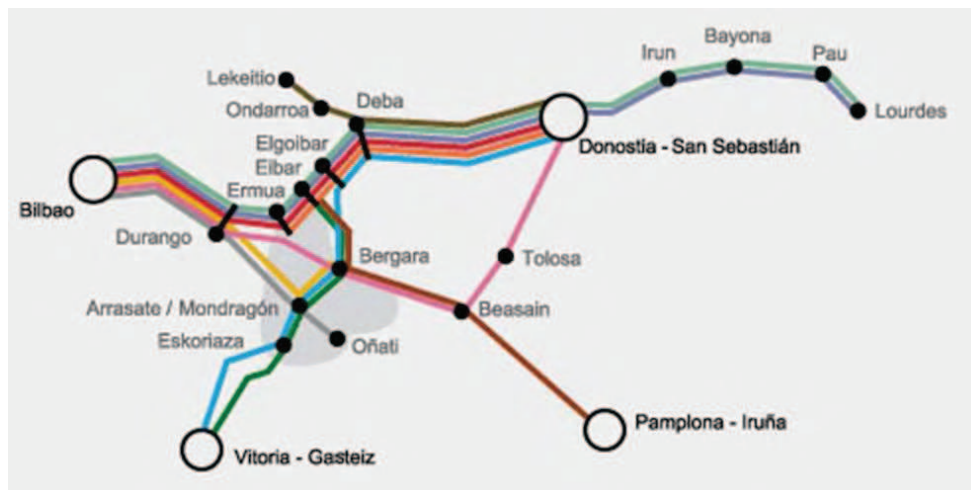 Bayona
Irun
Pau
Lekeitio
Deba
Ondarroa
Lourdes
Elgoibar
Donostia - San Sebastián
Eibar
Ermua
Bilbao
Durango
Bergara
Tolosa
Arrasate / Mondragón
Beasain
Eskoriaza
Oñati
Pamplona - Iruña
Vitoria - Gasteiz